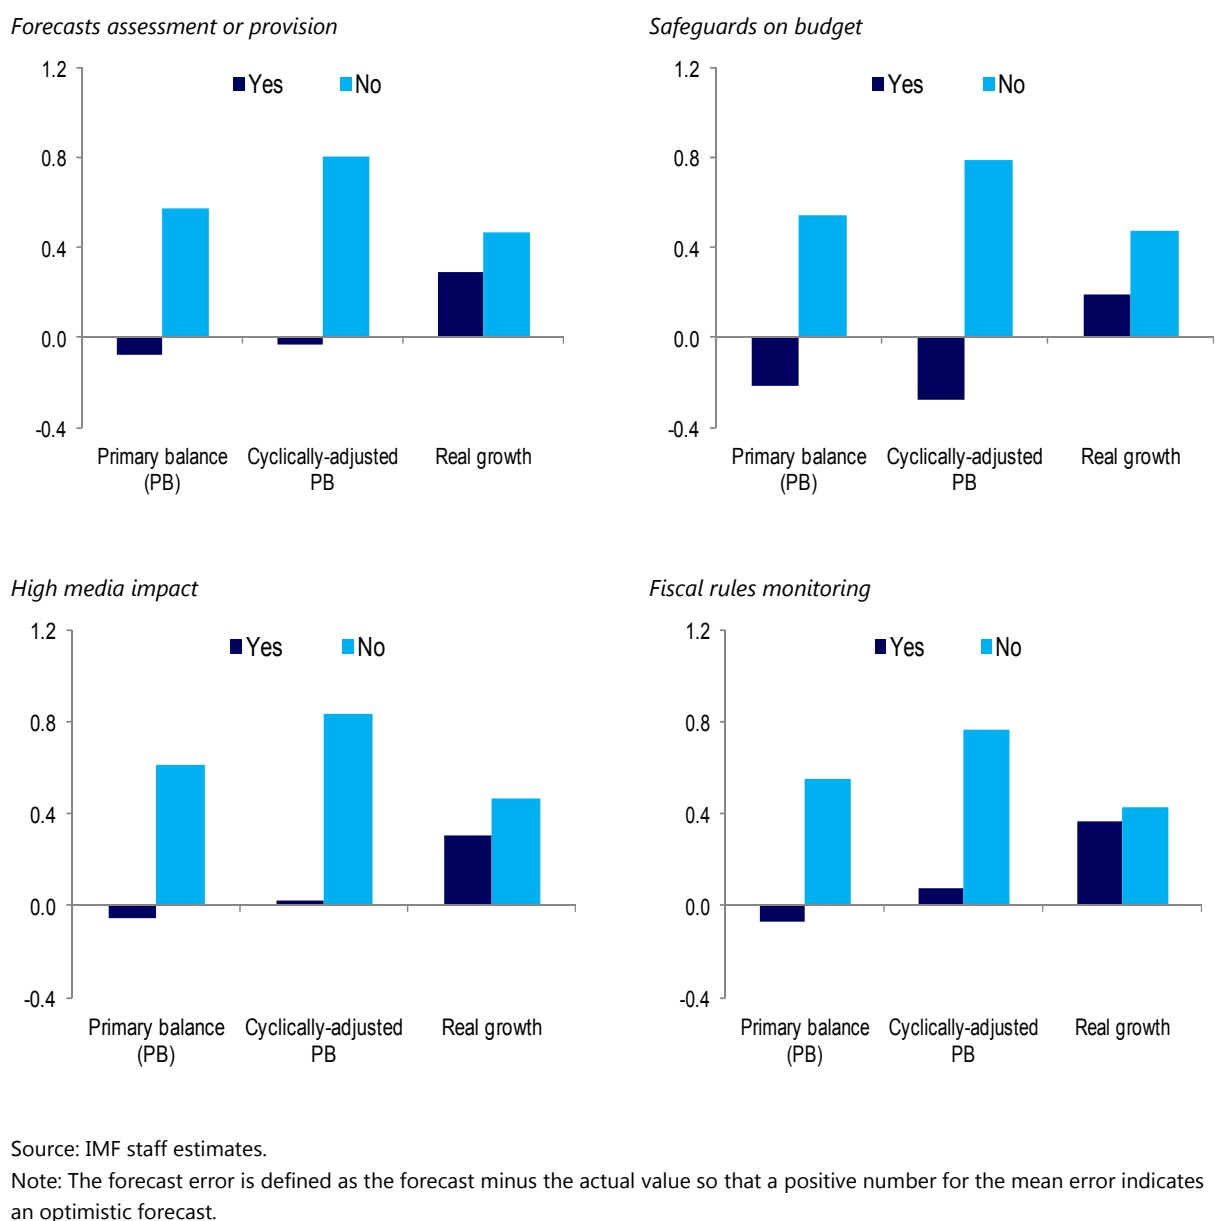 Forecasts assessment or provision
1.2
Yes
No
0.8
0.4
0.0
-0.4
Primary balance
(PB)
Cyclically-adjusted
PB
Real growth
Safeguards on budget
1.2
Yes
No
0.8
0.4
0.0
-0.4
Primary balance
(PB)
Cyclically-adjusted
PB
Real growth
High media impact
1.2
Yes
No
0.8
0.4
0.0
-0.4
Primary balance
(PB)
Cyclically-adjusted
PB
Real growth
Fiscal rules monitoring
1.2
Yes
No
0.8
0.4
0.0
-0.4
Primary balance
(PB)
Cyclically-adjusted
PB
Real growth
Source: IMF staff estimates.
Note: The forecast error is defined as the forecast minus the actual value so that a positive number for the mean error indicates
an optimistic forecast.